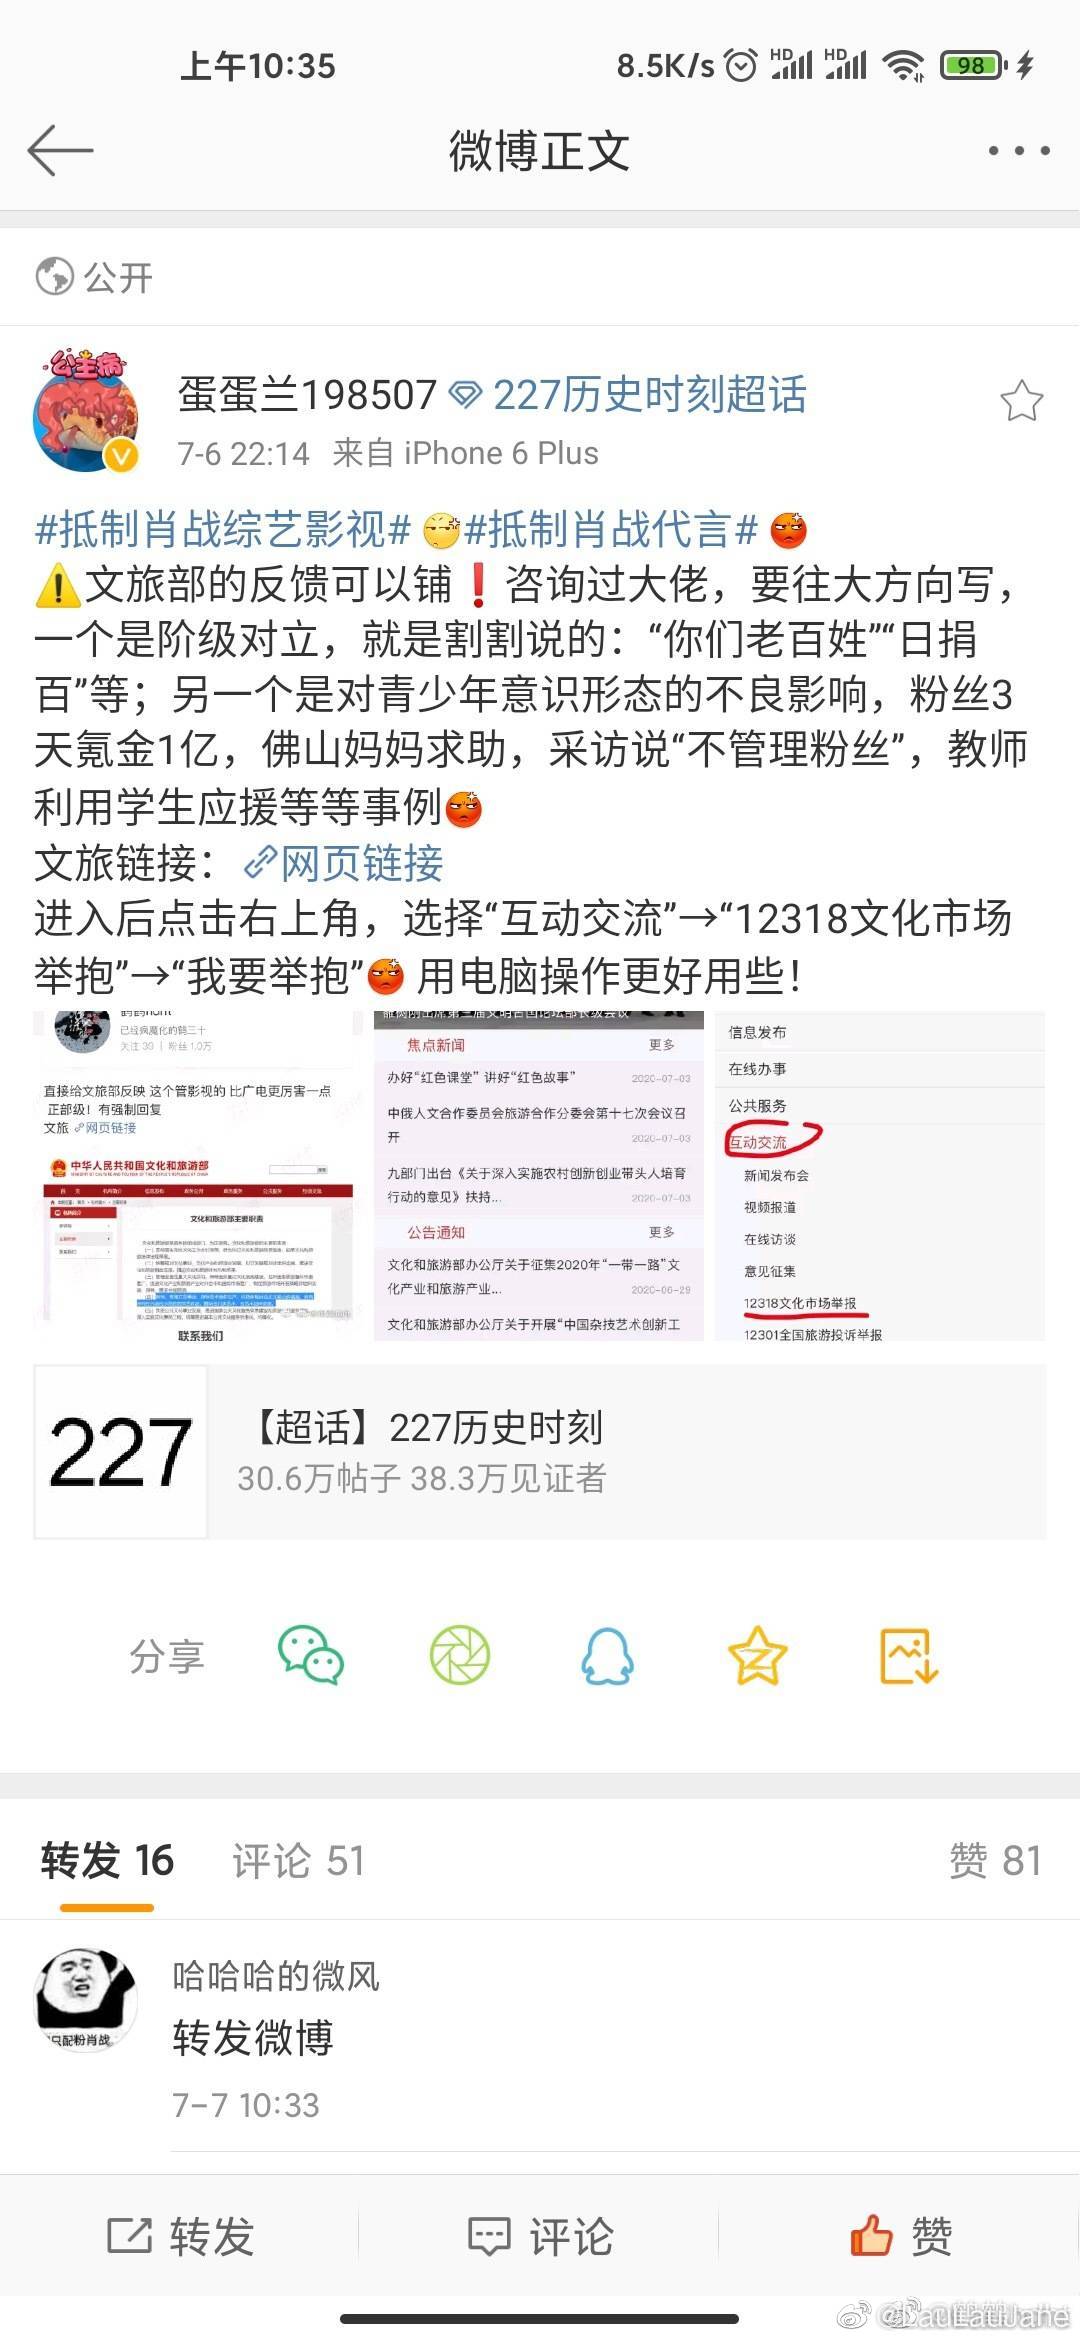 上午10:35
8.5K/s HD HD 98
微博正文
公开
公主病
蛋蛋兰198507 227历史时刻超话
7-6 22:14 来自 iPhone 6 Plus
#抵制肖战综艺影视# #抵制肖战代言#
文旅部的反馈可以铺❗咨询过大佬，要往大方向写，
一个是阶级对立，就是割割说的：“你们老百姓”“日捐
百”等；另一个是对青少年意识形态的不良影响，粉丝3
天氪金1亿，佛山妈妈求助，采访说“不管理粉丝”，教师
利用学生应援等等事例
文旅链接： 网页链接
进入后点击右上角，选择“互动交流”→“12318文化市场
举抱”→“我要举抱” 用电脑操作更好用些！
已经疯魔化的鹤三十
关注 39 | 粉丝 1.0万
直接给文旅部反映 这个管影视的 比广电更厉害一点
正部级！有强制回复
文旅 网页链接
中华人民共和国文化和旅游部
文化和旅游部主要职责
联系我们
焦点新闻 更多
办好“红色课堂” 讲好“红色故事” 2020-07-03
中俄人文合作委员会旅游合作分委会第十七次会议召
开 2020-07-03
九部门出台《关于深入实施农村创新创业带头人培育
行动的意见》扶持... 2020-07-03
公告通知 更多
文化和旅游部办公厅关于征集2020年“一带一路”文
化产业和旅游产业... 2020-06-29
文化和旅游部办公厅关于开展“中国杂技艺术创新工
信息发布
在线办事
公共服务
互动交流
新闻发布会
视频报道
在线访谈
意见征集
12318文化市场举报
12301全国旅游投诉举报
227
【超话】227历史时刻
30.6万帖子 38.3万见证者
分享
转发 16 评论 51 赞 81
只配粉肖战
哈哈哈的微风
转发微博
7-7 10:33
转发 评论 赞
@LauLauJane